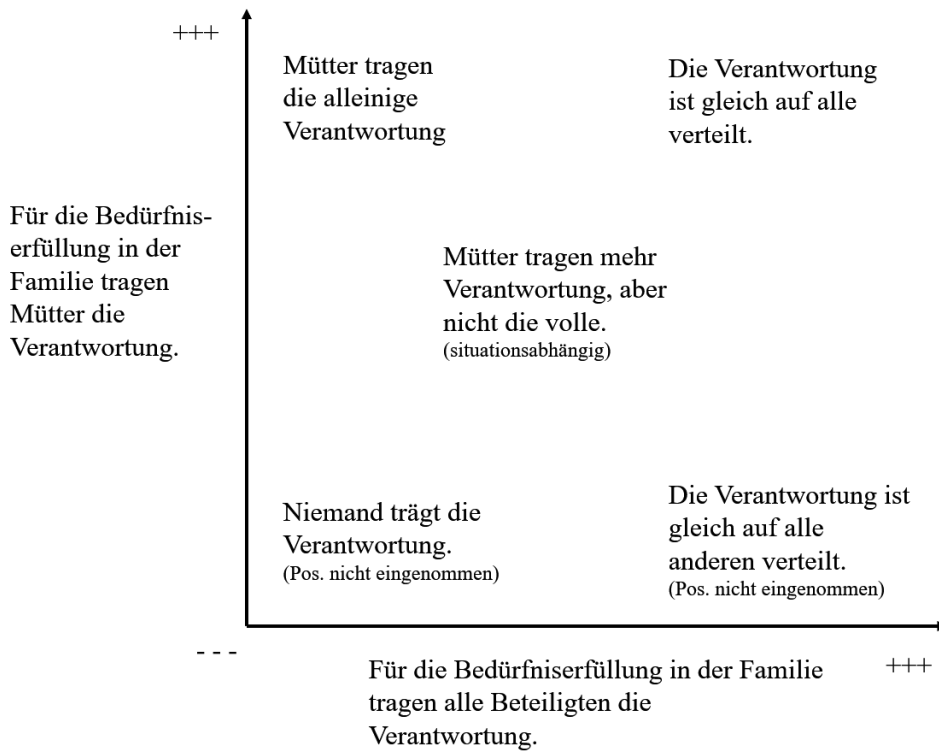 +++
Mütter tragen
die alleinige
Verantwortung
Die Verantwortung
ist gleich auf alle
verteilt.
Für die Bedürfnis-
erfüllung in der
Familie tragen
Mütter die
Verantwortung.
Mütter tragen mehr
Verantwortung, aber
nicht die volle.
(situationsabhängig)
Niemand trägt die
Verantwortung.
(Pos. nicht eingenommen)
Die Verantwortung ist
gleich auf alle
anderen verteilt.
(Pos. nicht eingenommen)
- - -
Für die Bedürfniserfüllung in der Familie
tragen alle Beteiligten die
Verantwortung.
+++